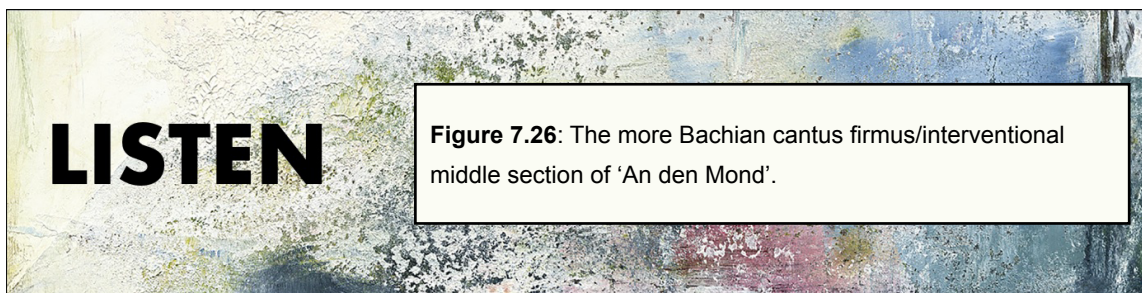 LISTEN
Figure 7.26: The more Bachian cantus firmus/interventional
middle section of ‘An den Mond’.